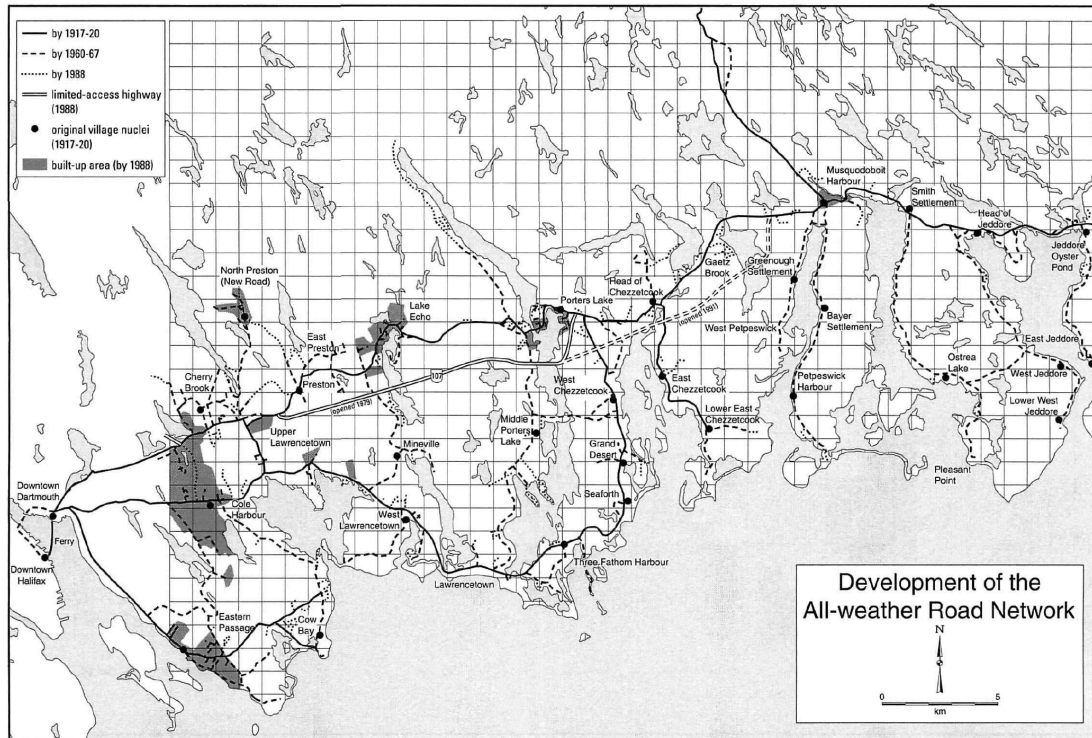 by 1917-20
by 1960-67
by 1988
limited-access highway
(1988)
original village nuclei
(1917-20)
built-up area (by 1988)
Musquodoboit
Harbour
Smith
Settlement
Head of
Jeddore
Jeddore
Oyster
Pond
Gaetz
Brook
Greenough
Settlement
North Preston
(New Road)
Head of
Chezzetcook
Lake
Echo
Porters Lake
(opened 1991)
West Petpeswick
Bayer
Settlement
East
Preston
East Jeddore
Ostrea
Lake
West Jeddore
107
Cherry
Brook
Preston
West
Chezzetcook
East
Chezzetcook
Petpeswick
Harbour
Lower West
Jeddore
(opened 1979)
Upper
Lawrencetown
Middle
Porters
Lake
Lower East
Chezzetcook
Mineville
Grand
Desert
Pleasant
Point
Downtown
Dartmouth
Cole
Harbour
Seaforth
West
Lawrencetown
Ferry
Downtown
Halifax
Three Fathom Harbour
Lawrencetown
Eastern
Passage
Cow
Bay
Development of the
All-weather Road Network
N
0 5
km